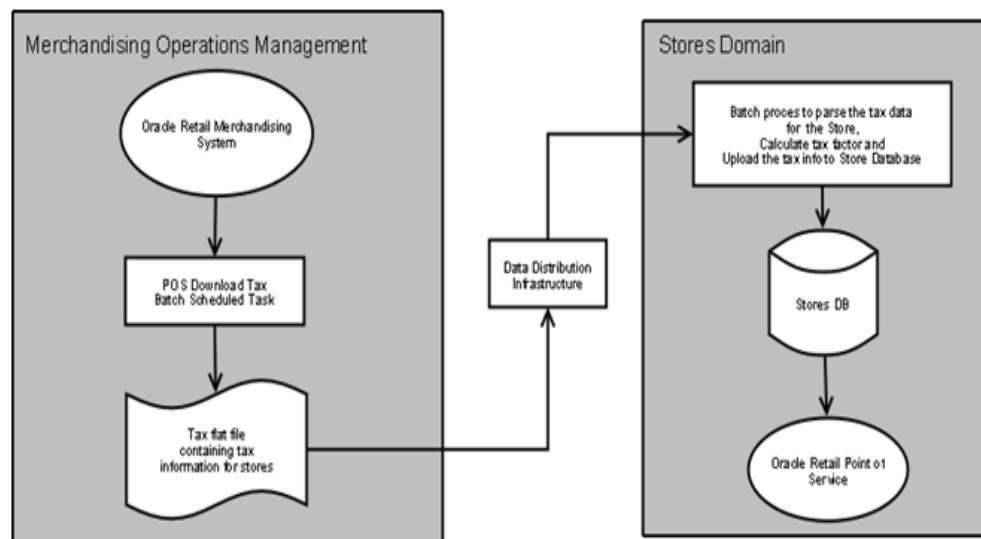 Merchandising Operations Management
Oracle Retail Merchandising
System
POS Download Tax
Batch Scheduled Task
Tax flat file
containing tax
information for stores
Data Distribution
Infrastructure
Stores Domain
Batch proces to parse the tax data
for the Store,
Calculate tax factor and
Upload the tax info to Store Database
Stores DB
Oracle Retail Point of
Service